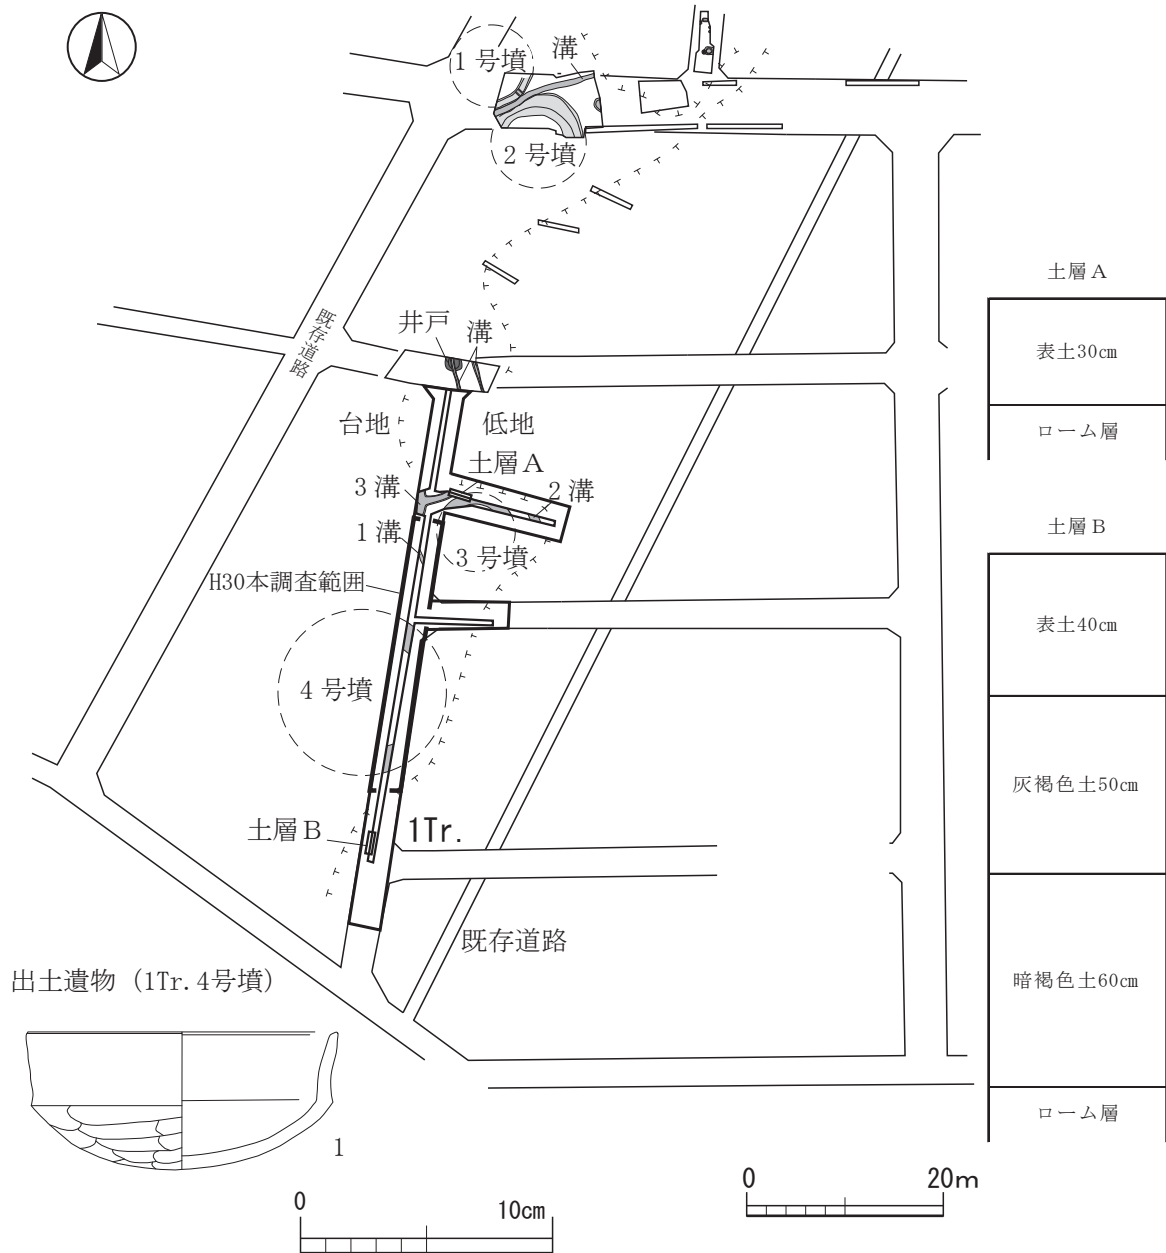 1 号墳
溝
2 号墳
既存道路
井戸
溝
台地
低地
土層Ａ
3 溝
2 溝
1 溝
3 号墳
H30本調査範囲
4 号墳
土層Ｂ
1Tr.
既存道路
土層Ａ
表土30㎝
ローム層
土層Ｂ
表土40㎝
灰褐色土50㎝
暗褐色土60㎝
ローム層
出土遺物（1Tr.4号墳）
1
0 10cm
0 20m